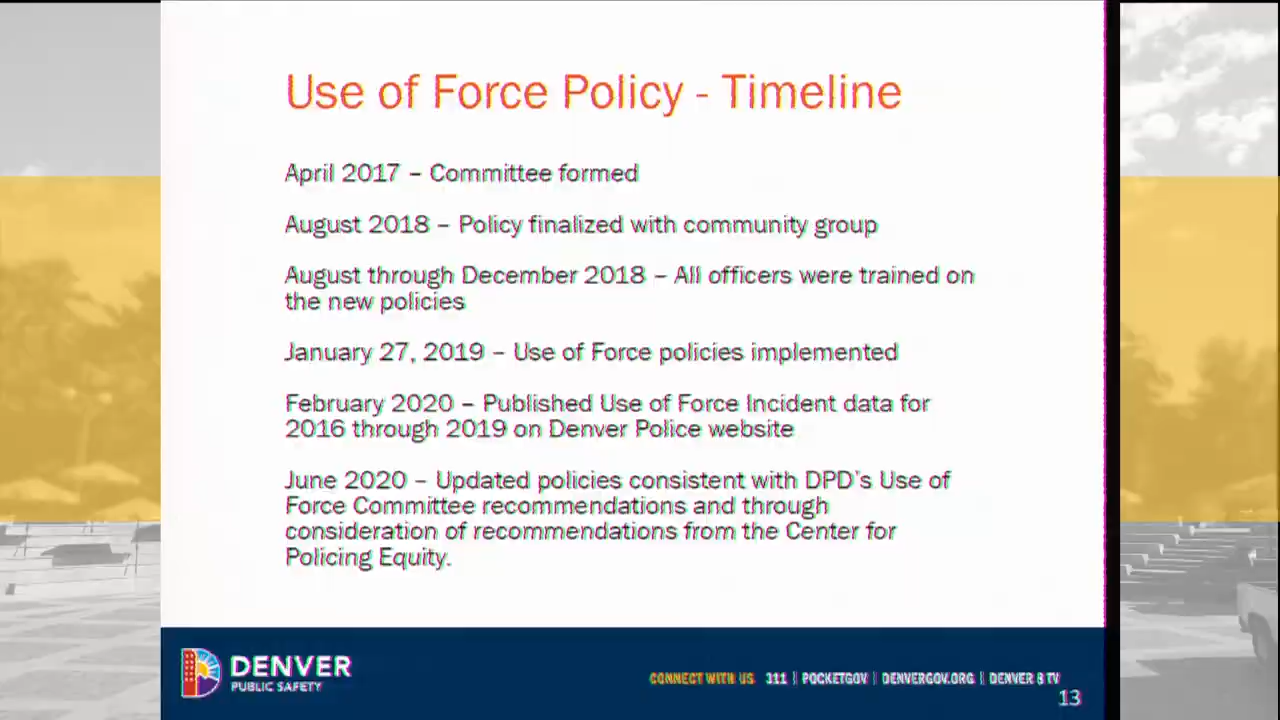 Use of Force Policy - Timeline
April 2017 – Committee formed
August 2018 – Policy finalized with community group
August through December 2018 – All officers were trained on
the new policies
January 27, 2019 – Use of Force policies implemented
February 2020 – Published Use of Force Incident data for
2016 through 2019 on Denver Police website
June 2020 – Updated policies consistent with DPD's Use of
Force Committee recommendations and through
consideration of recommendations from the Center for
Policing Equity.
DENVER
PUBLIC SAFETY
CONNECT WITH US 311 | POCKETGOV | DENVERGOV.ORG | DENVER 8 TV
13